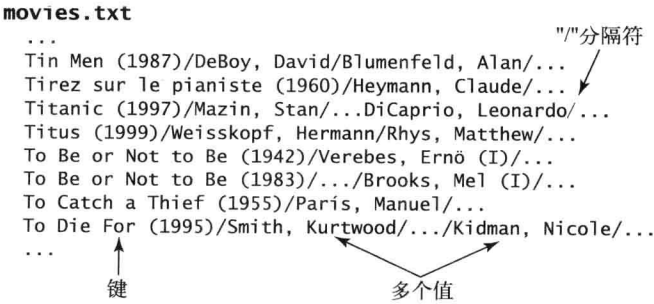 movies.txt
...
"/"分隔符
Tin Men (1987)/DeBoy, David/Blumenfeld, Alan/...
Tirez sur le pianiste (1960)/Heymann, Claude/...
Titanic (1997)/Mazin, Stan/...DiCaprio, Leonardo/...
Titus (1999)/Weisskopf, Hermann/Rhys, Matthew/...
To Be or Not to Be (1942)/Verebes, Ernö (I)/...
To Be or Not to Be (1983)/.../Brooks, Mel (I)/...
To Catch a Thief (1955)/París, Manuel/...
To Die For (1995)/Smith, Kurtwood/.../Kidman, Nicole/...
...
键 多个值